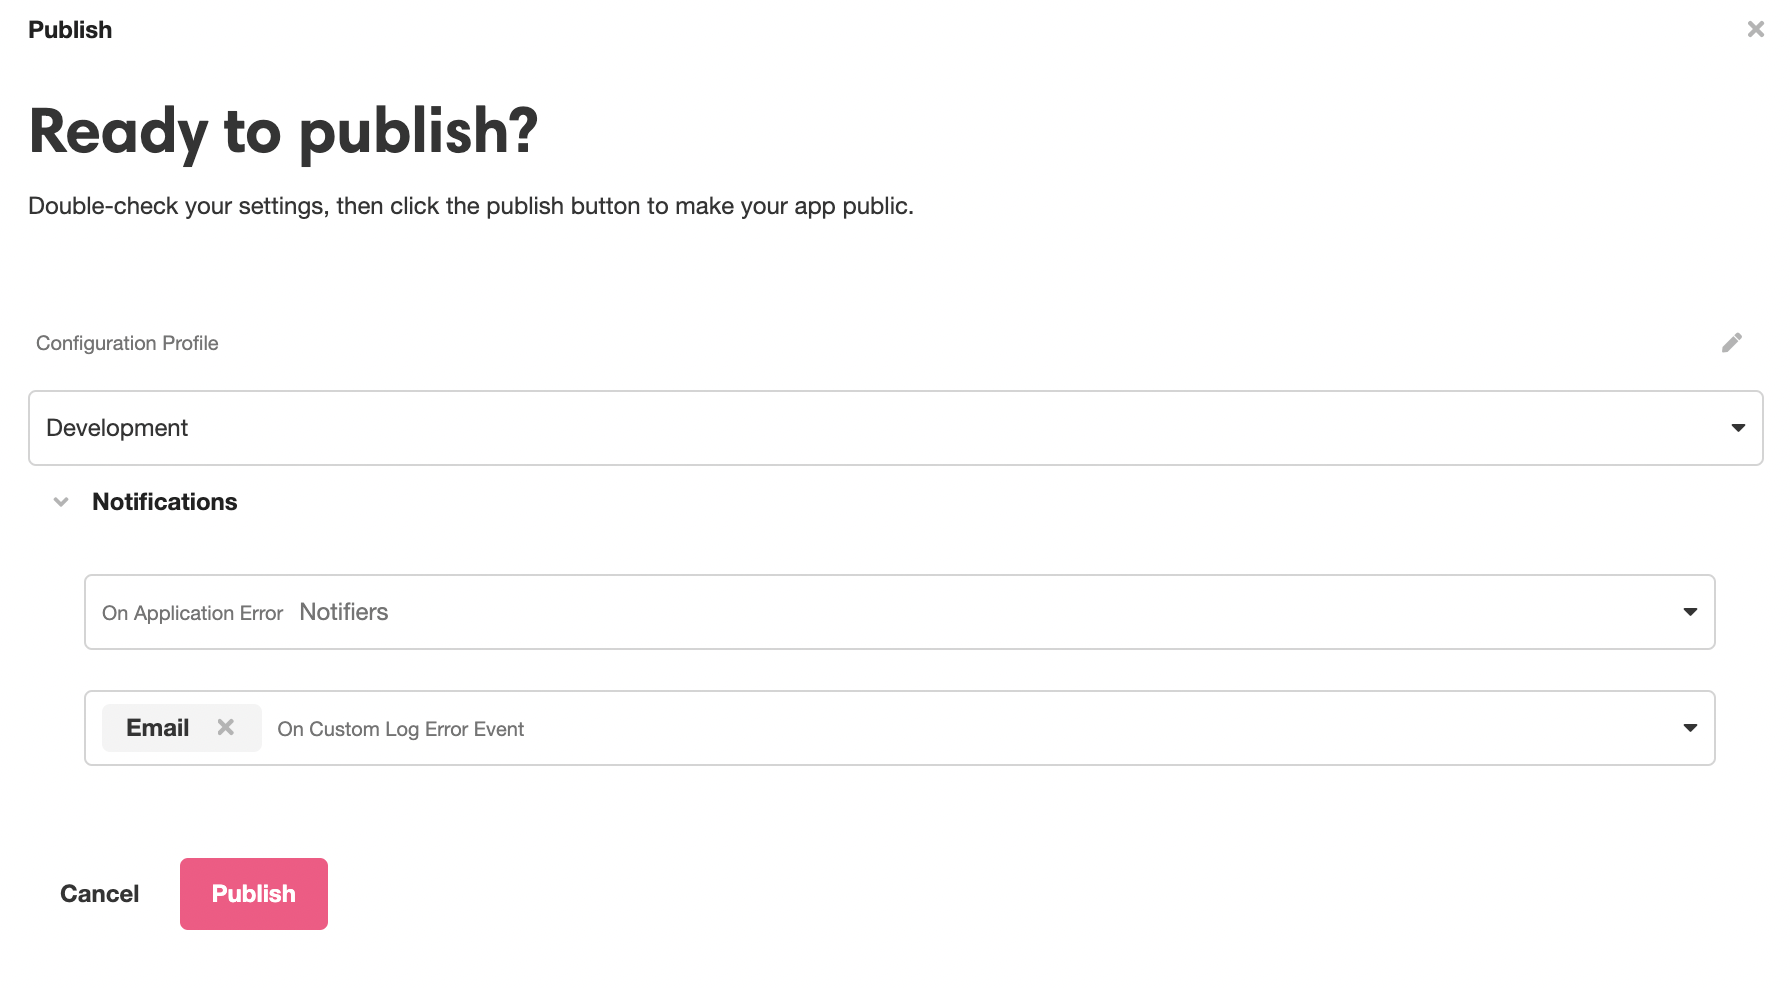 Publish
Ready to publish?
Double-check your settings, then click the publish button to make your app public.
Configuration Profile
Development
Notifications
On Application Error Notifiers
Email On Custom Log Error Event
Cancel Publish